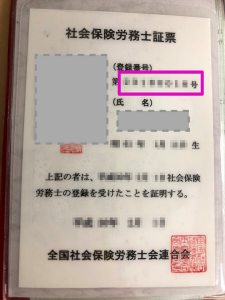 社会保険労務士証票
(登録番号)
第 号
(氏 名)
生
上記の者は、 社会保険
労務士の登録を受けたことを証明する。
全国社会保険労務士会連合会